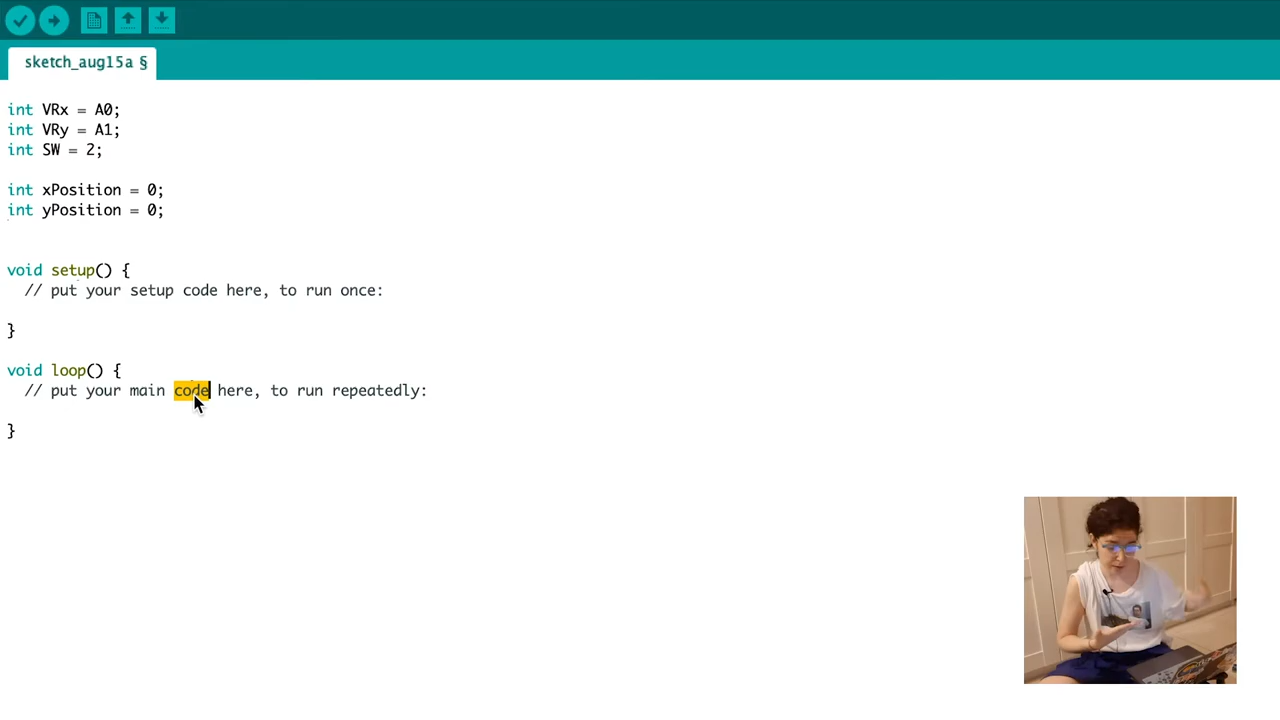 sketch_aug15a §
int VRx = A0;
int VRy = A1;
int SW = 2;
int xPosition = 0;
int yPosition = 0;
void setup() {
// put your setup code here, to run once:
}
void loop() {
// put your main code here, to run repeatedly:
}